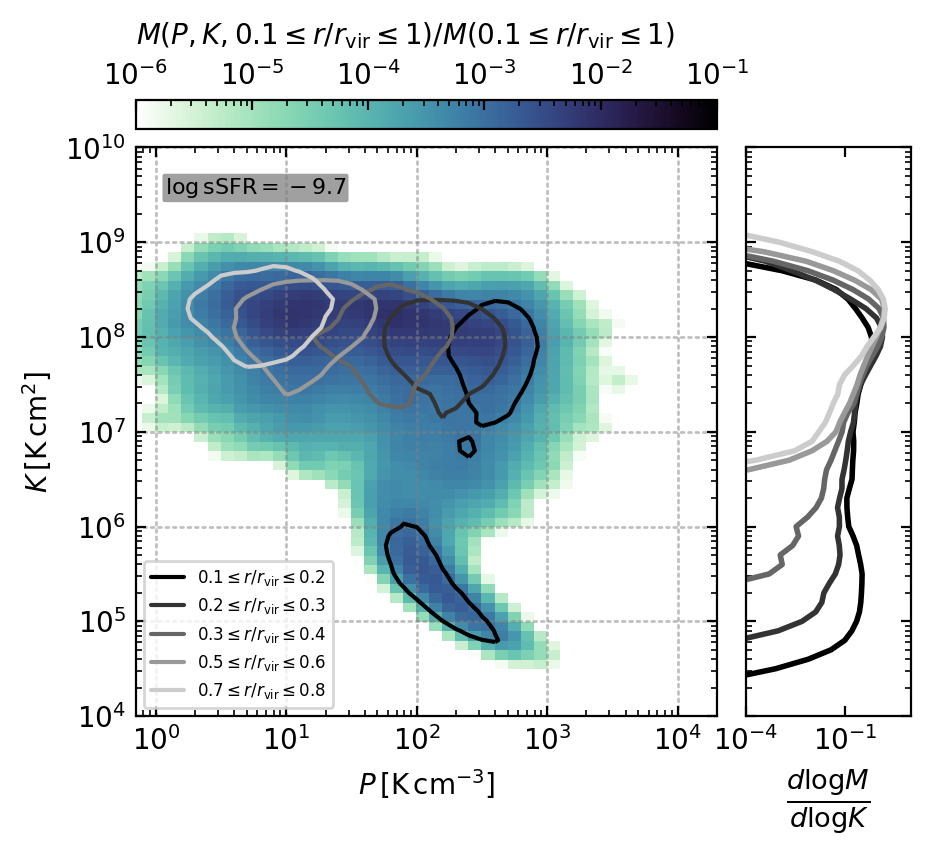 M(P, K, 0.1 ≤ r/r_vir ≤ 1)/M(0.1 ≤ r/r_vir ≤ 1)
10^−6 10^−5 10^−4 10^−3 10^−2 10^−1
10^10
log sSFR = −9.7
10^9
10^8
10^7
10^6
10^5
10^4
K [K cm^2]
0.1 ≤ r/r_vir ≤ 0.2
0.2 ≤ r/r_vir ≤ 0.3
0.3 ≤ r/r_vir ≤ 0.4
0.5 ≤ r/r_vir ≤ 0.6
0.7 ≤ r/r_vir ≤ 0.8
10^0 10^1 10^2 10^3 10^4
P [K cm^−3]
10^−4 10^−1
dlogM
dlogK